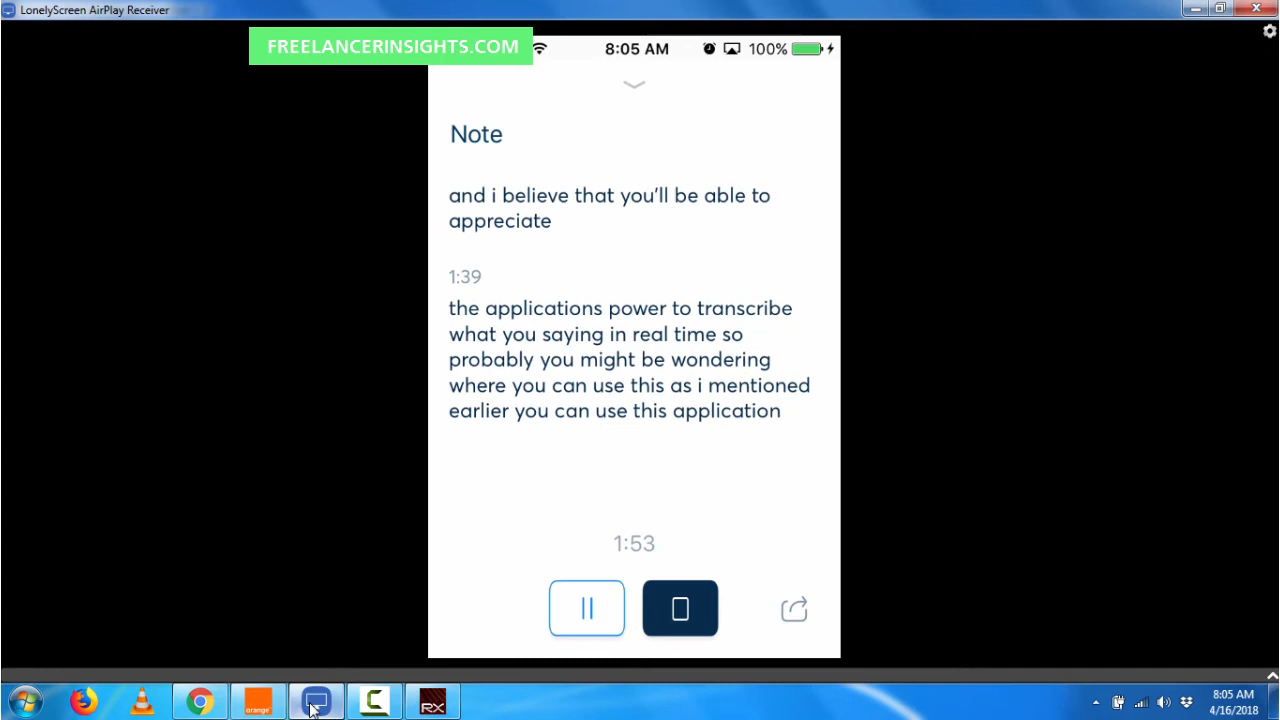 LonelyScreen AirPlay Receiver
FREELANCERINSIGHTS.COM
8:05 AM
100%
Note
and i believe that you'll be able to
appreciate
1:39
the applications power to transcribe
what you saying in real time so
probably you might be wondering
where you can use this as i mentioned
earlier you can use this application
1:53
orange
RX
8:05 AM
4/16/2018